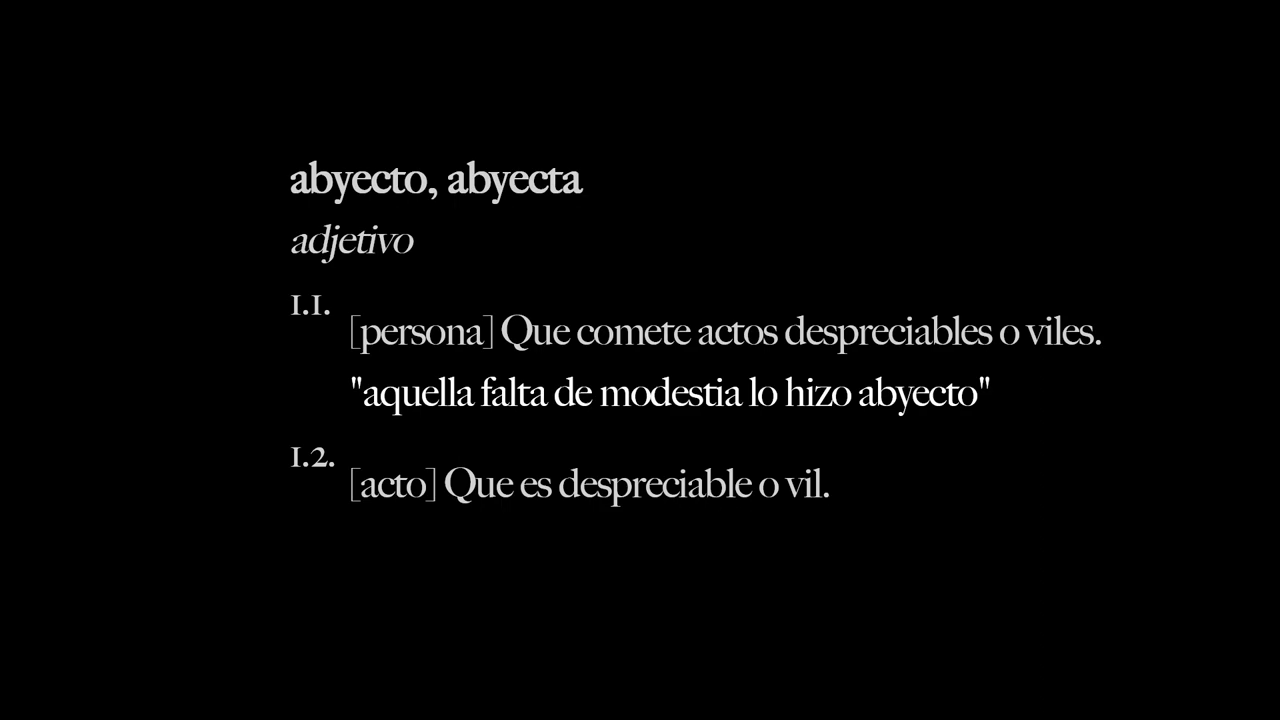 abyecto, abyecta
adjetivo
1.1.
[persona] Que comete actos despreciables o viles.
"aquella falta de modestia lo hizo abyecto"
1.2.
[acto] Que es despreciable o vil.